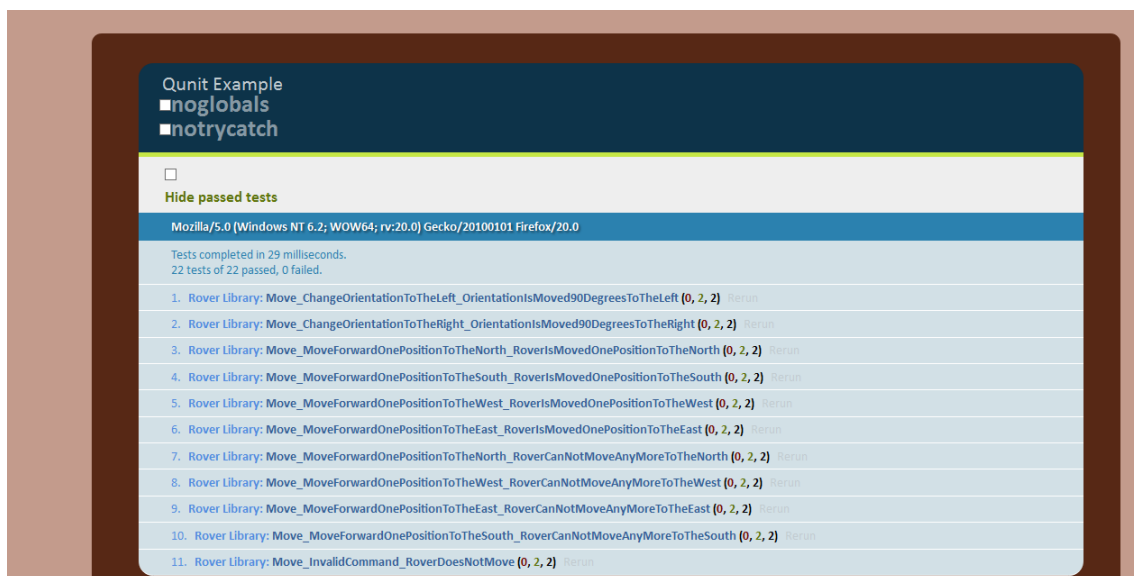 Qunit Example
noglobals
notrycatch
Hide passed tests
Mozilla/5.0 (Windows NT 6.2; WOW64; rv:20.0) Gecko/20100101 Firefox/20.0
Tests completed in 29 milliseconds.
22 tests of 22 passed, 0 failed.
1. Rover Library: Move_ChangeOrientationToTheLeft_OrientationIsMoved90DegreesToTheLeft (0, 2, 2) Rerun
2. Rover Library: Move_ChangeOrientationToTheRight_OrientationIsMoved90DegreesToTheRight (0, 2, 2) Rerun
3. Rover Library: Move_MoveForwardOnePositionToTheNorth_RoverIsMovedOnePositionToTheNorth (0, 2, 2) Rerun
4. Rover Library: Move_MoveForwardOnePositionToTheSouth_RoverIsMovedOnePositionToTheSouth (0, 2, 2) Rerun
5. Rover Library: Move_MoveForwardOnePositionToTheWest_RoverIsMovedOnePositionToTheWest (0, 2, 2) Rerun
6. Rover Library: Move_MoveForwardOnePositionToTheEast_RoverIsMovedOnePositionToTheEast (0, 2, 2) Rerun
7. Rover Library: Move_MoveForwardOnePositionToTheNorth_RoverCanNotMoveAnyMoreToTheNorth (0, 2, 2) Rerun
8. Rover Library: Move_MoveForwardOnePositionToTheWest_RoverCanNotMoveAnyMoreToTheWest (0, 2, 2) Rerun
9. Rover Library: Move_MoveForwardOnePositionToTheEast_RoverCanNotMoveAnyMoreToTheEast (0, 2, 2) Rerun
10. Rover Library: Move_MoveForwardOnePositionToTheSouth_RoverCanNotMoveAnyMoreToTheSouth (0, 2, 2) Rerun
11. Rover Library: Move_InvalidCommand_RoverDoesNotMove (0, 2, 2) Rerun